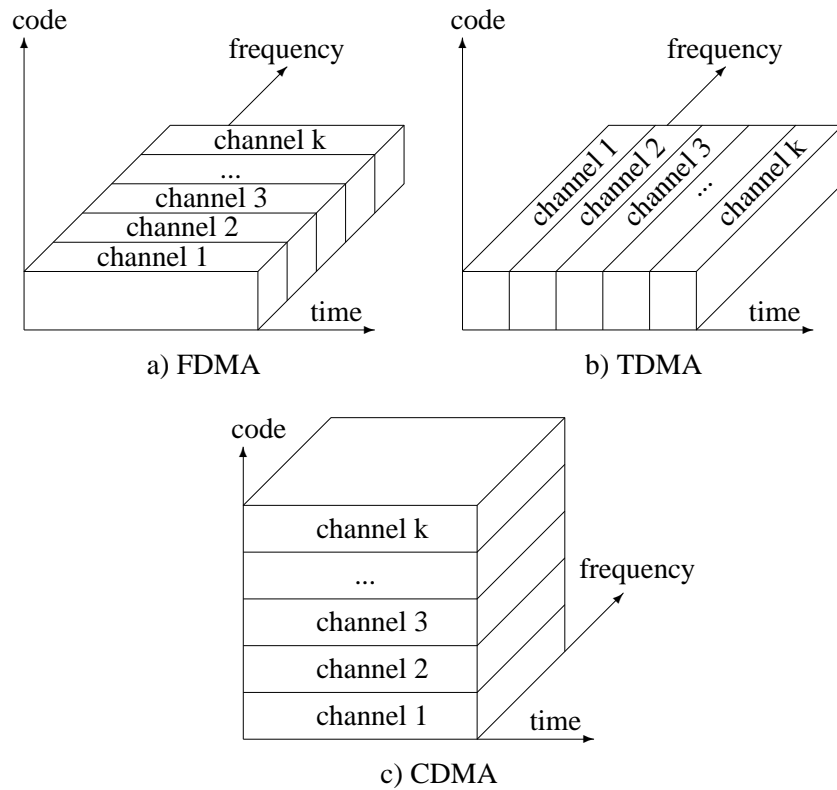 code
frequency
channel k
...
channel 3
channel 2
channel 1
time
a) FDMA
code
frequency
channel 1
channel 2
channel 3
...
channel k
time
b) TDMA
code
channel k
...
channel 3
channel 2
channel 1
frequency
time
c) CDMA